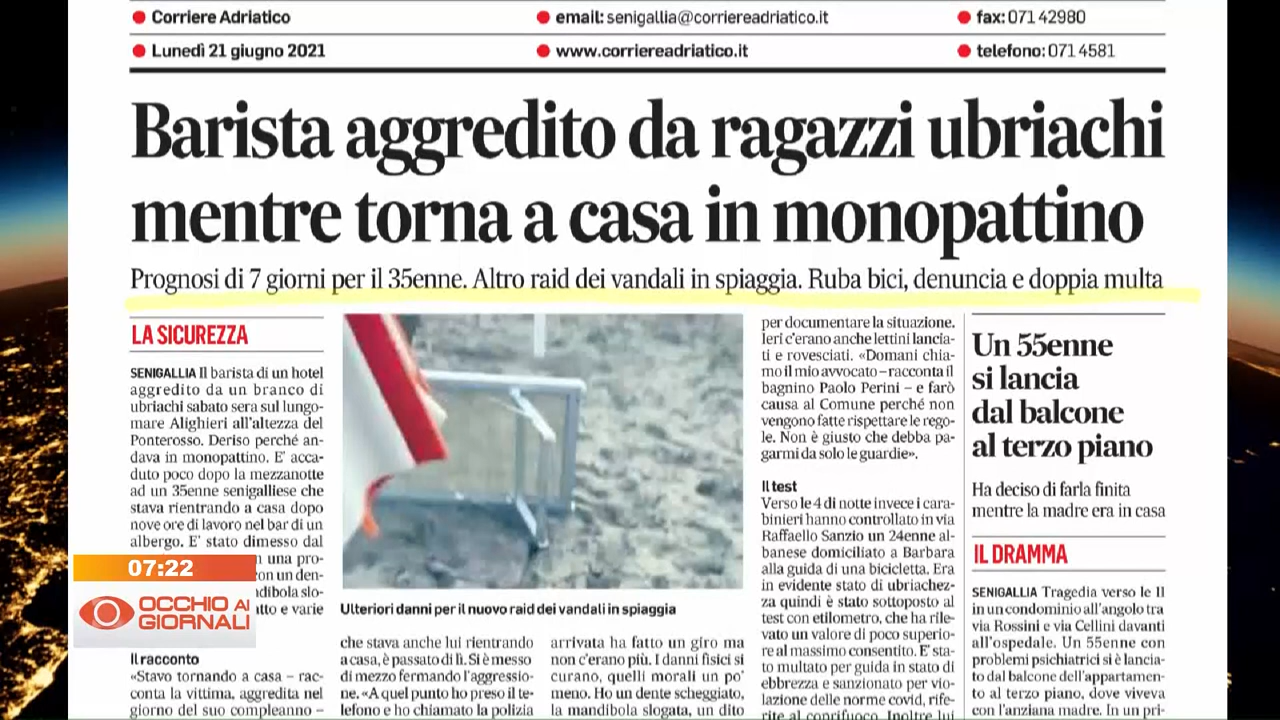 Corriere Adriatico
email: senigallia@corriereadriatico.it
fax: 071 42980
Lunedì 21 giugno 2021
www.corriereadriatico.it
telefono: 071 4581
Barista aggredito da ragazzi ubriachi
mentre torna a casa in monopattino
Prognosi di 7 giorni per il 35enne. Altro raid dei vandali in spiaggia. Ruba bici, denuncia e doppia multa
LA SICUREZZA
SENIGALLIA Il barista di un hotel
aggredito da un branco di
ubriachi sabato sera sul lungo-
mare Alighieri all'altezza del
Ponterosso. Deriso perché an-
dava in monopattino. E' acca-
duto poco dopo la mezzanotte
ad un 35enne senigalliese che
stava rientrando a casa dopo
nove ore di lavoro nel bar di un
albergo. E' stato dimesso dal
una pro-
con un den-
ndibola slo-
atto e varie
Il racconto
«Stavo tornando a casa – rac-
conta la vittima, aggredita nel
giorno del suo compleanno –
Ulteriori danni per il nuovo raid dei vandali in spiaggia
che stava anche lui rientrando
a casa, è passato di lì. Si è messo
di mezzo fermando l'aggressio-
ne. «A quel punto ho preso il te-
lefono e ho chiamato la polizia
arrivata ha fatto un giro ma
non c'erano più. I danni fisici si
curano, quelli morali un po'
meno. Ho un dente scheggiato,
la mandibola slogata, un dito
per documentare la situazione.
Ieri c'erano anche lettini lancia-
ti e rovesciati. «Domani chia-
mo il mio avvocato – racconta il
bagnino Paolo Perini – e farò
causa al Comune perché non
vengono fatte rispettare le rego-
le. Non è giusto che debba pa-
garmi da solo le guardie».
Il test
Verso le 4 di notte invece i cara-
binieri hanno controllato in via
Raffaello Sanzio un 24enne al-
banese domiciliato a Barbara
alla guida di una bicicletta. Era
in evidente stato di ubriachez-
za quindi è stato sottoposto al
test con etilometro, che ha rile-
vato un valore di poco superio-
re al massimo consentito. E' sta-
to multato per guida in stato di
ebbrezza e sanzionato per vio-
lazione delle norme covid, rife-
rite al coprifuoco. Inoltre lui
Un 55enne
si lancia
dal balcone
al terzo piano
Ha deciso di farla finita
mentre la madre era in casa
IL DRAMMA
SENIGALLIA Tragedia verso le 11
in un condominio all'angolo tra
via Rossini e via Cellini davanti
all'ospedale. Un 55enne con
problemi psichiatrici si è lancia-
to dal balcone dell'appartamen-
to al terzo piano, dove viveva
con l'anziana madre. In un pri-
07:22
OCCHIO AI
GIORNALI